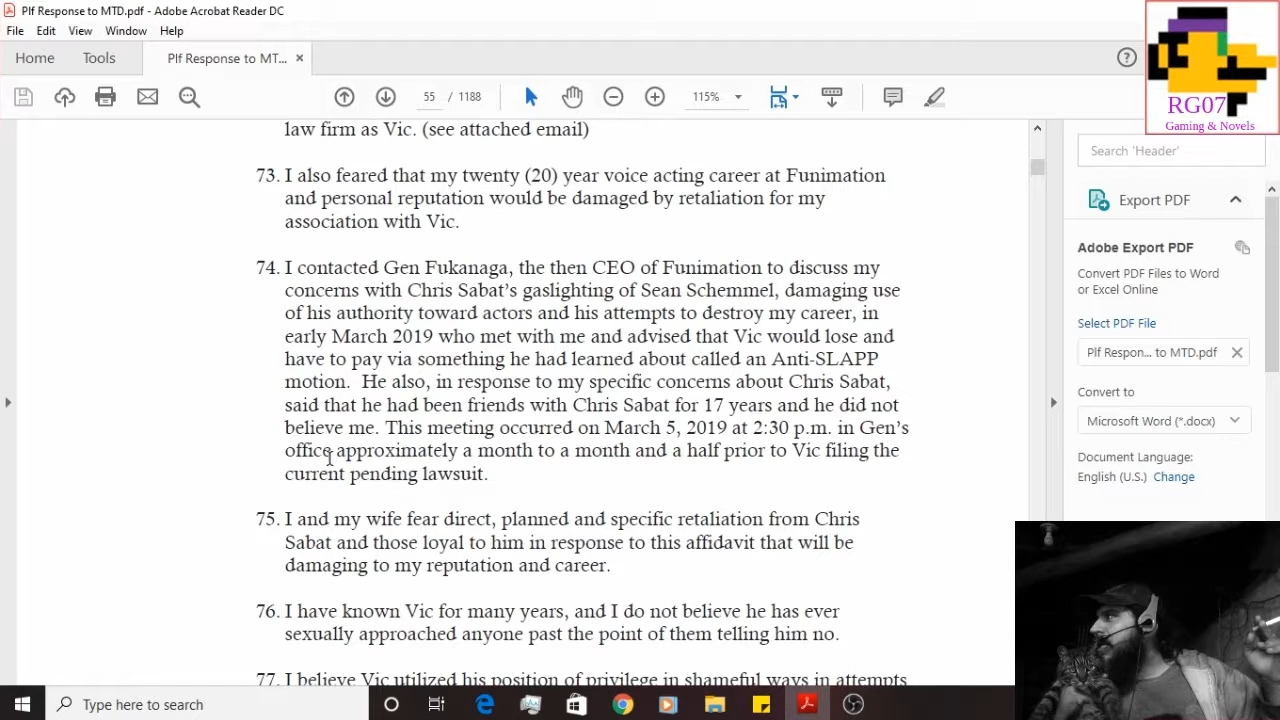 Plf Response to MTD.pdf - Adobe Acrobat Reader DC
File Edit View Window Help
Home Tools Plf Response to MT... ×
55 / 1188 115%
RG07
Gaming & Novels
law firm as Vic. (see attached email)
73. I also feared that my twenty (20) year voice acting career at Funimation
and personal reputation would be damaged by retaliation for my
association with Vic.
74. I contacted Gen Fukanaga, the then CEO of Funimation to discuss my
concerns with Chris Sabat's gaslighting of Sean Schemmel, damaging use
of his authority toward actors and his attempts to destroy my career, in
early March 2019 who met with me and advised that Vic would lose and
have to pay via something he had learned about called an Anti-SLAPP
motion. He also, in response to my specific concerns about Chris Sabat,
said that he had been friends with Chris Sabat for 17 years and he did not
believe me. This meeting occurred on March 5, 2019 at 2:30 p.m. in Gen's
office approximately a month to a month and a half prior to Vic filing the
current pending lawsuit.
75. I and my wife fear direct, planned and specific retaliation from Chris
Sabat and those loyal to him in response to this affidavit that will be
damaging to my reputation and career.
76. I have known Vic for many years, and I do not believe he has ever
sexually approached anyone past the point of them telling him no.
77. I believe Vic utilized his position of privilege in shameful ways in attempts
Search 'Header'
Export PDF
Adobe Export PDF
Convert PDF Files to Word
or Excel Online
Select PDF File
Plf Respon... to MTD.pdf
Convert to
Microsoft Word (*.docx)
Document Language:
English (U.S.) Change
Type here to search